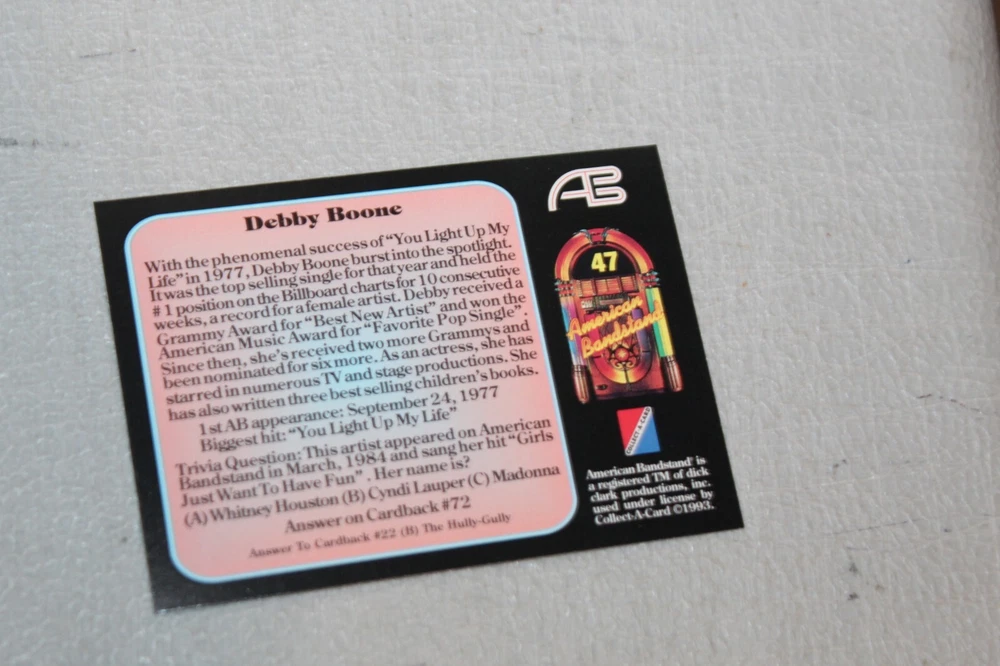 Debby Boone
With the phenomenal success of "You Light Up My
Life" in 1977, Debby Boone burst into the spotlight.
It was the top selling single for that year and held the
# 1 position on the Billboard charts for 10 consecutive
weeks, a record for a female artist. Debby received a
Grammy Award for "Best New Artist" and won the
American Music Award for "Favorite Pop Single".
Since then, she's received two more Grammys and
been nominated for six more. As an actress, she has
starred in numerous TV and stage productions. She
has also written three best selling children's books.
1st AB appearance: September 24, 1977
Biggest hit: "You Light Up My Life"
Trivia Question: This artist appeared on American
Bandstand in March, 1984 and sang her hit "Girls
Just Want To Have Fun" . Her name is?
(A) Whitney Houston (B) Cyndi Lauper (C) Madonna
Answer on Cardback #72
Answer To Cardback #22 (B) The Hully-Gully
AB
47
American
Bandstand
COLLECT-A-CARD
American Bandstand® is
a registered TM of dick
clark productions, inc.
used under license by
Collect-A-Card ©1993.